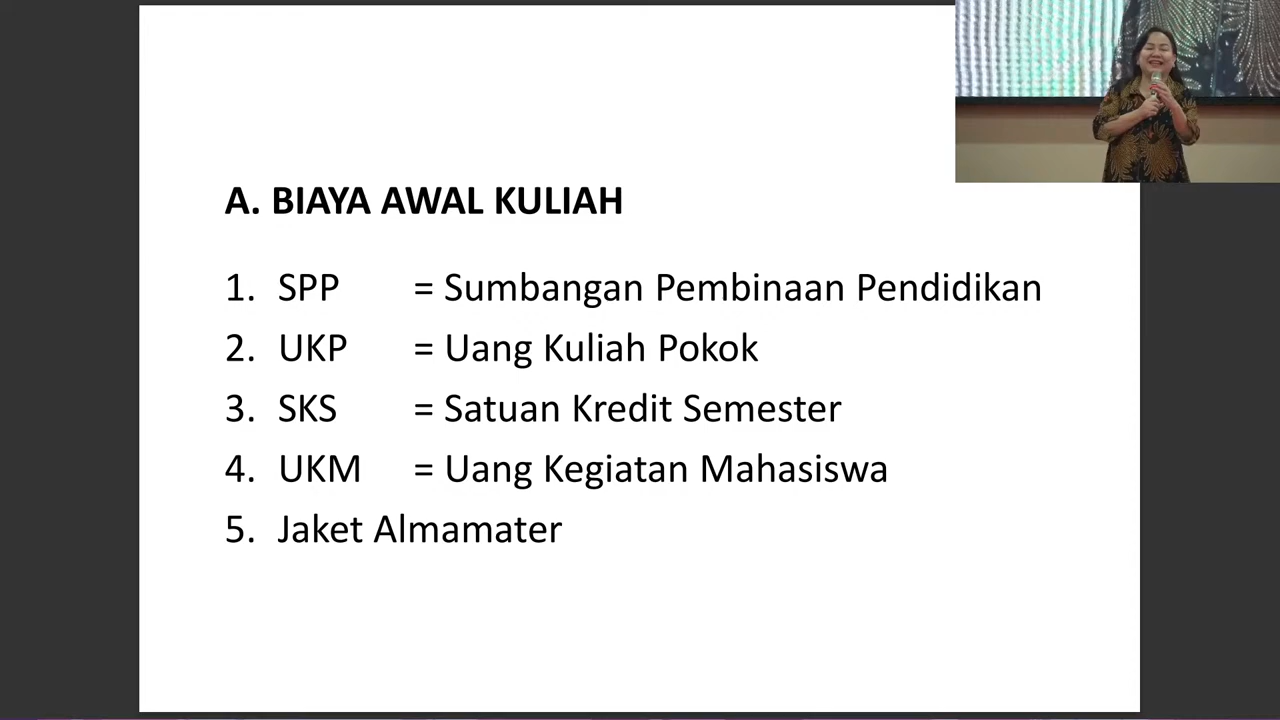 A. BIAYA AWAL KULIAH
1. SPP = Sumbangan Pembinaan Pendidikan
2. UKP = Uang Kuliah Pokok
3. SKS = Satuan Kredit Semester
4. UKM = Uang Kegiatan Mahasiswa
5. Jaket Almamater